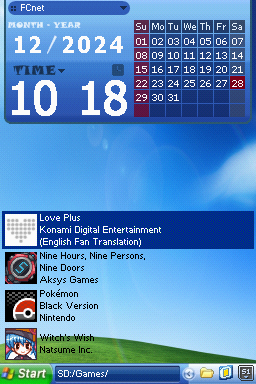 FCnet
MONTH - YEAR
12/2024
TIME
10 18
Su Mo Tu We Th Fr Sa
01 02 03 04 05 06 07
08 09 10 11 12 13 14
15 16 17 18 19 20 21
22 23 24 25 26 27 28
29 30 31
Love Plus
Konami Digital Entertainment
(English Fan Translation)
Nine Hours, Nine Persons,
Nine Doors
Aksys Games
Pokémon
Black Version
Nintendo
Witch's Wish
Natsume Inc.
Start SD:/Games/